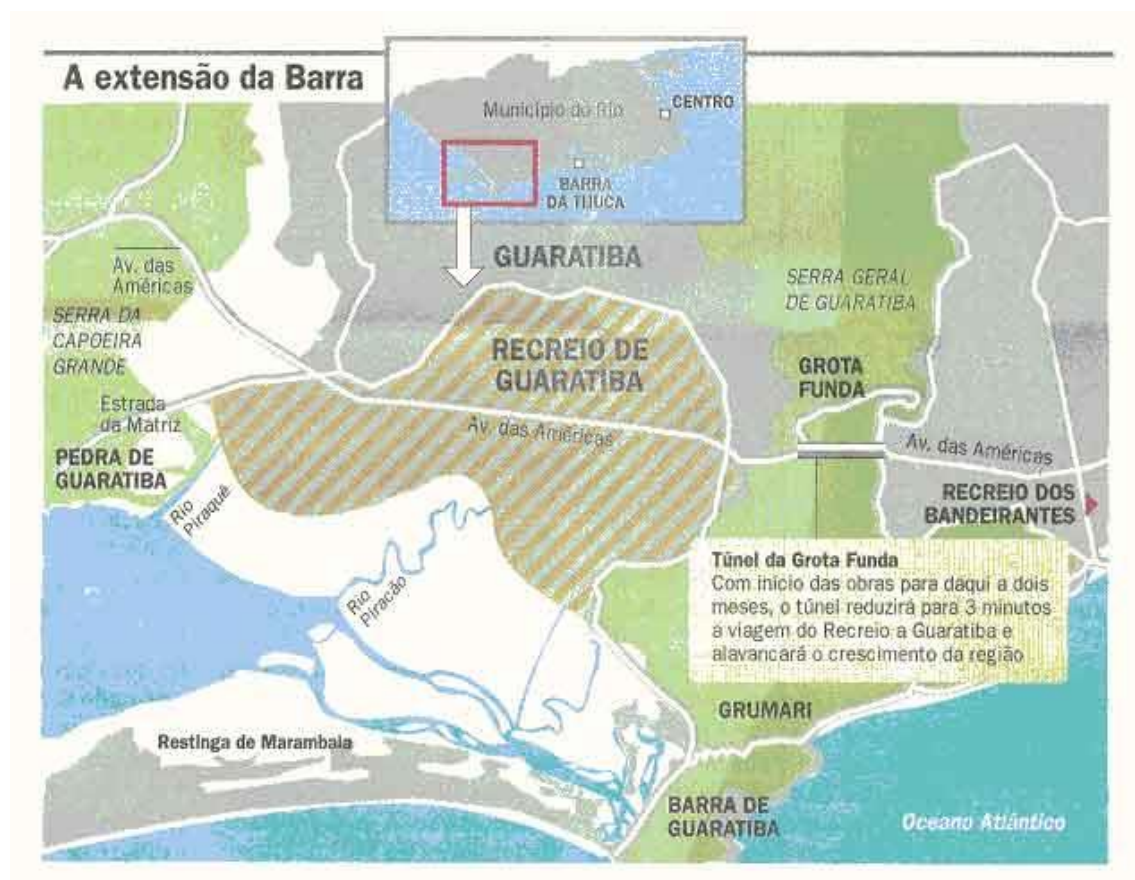 A extensão da Barra
Município do Rio
CENTRO
BARRA
DA TIJUCA
GUARATIBA
Av. das
Américas
SERRA DA
CAPOEIRA
GRANDE
SERRA GERAL
DE GUARATIBA
RECREIO DE
GUARATIBA
GROTA
FUNDA
Estrada
da Matriz
Av. das Américas
Av. das Américas
PEDRA DE
GUARATIBA
RECREIO DOS
BANDEIRANTES
Rio
Piraquê
Rio
Piracão
Túnel da Grota Funda
Com início das obras para daqui a dois
meses, o túnel reduzirá para 3 minutos
a viagem do Recreio a Guaratiba e
alavancará o crescimento da região
GRUMARI
Restinga de Marambaia
BARRA DE
GUARATIBA
Oceano Atlântico